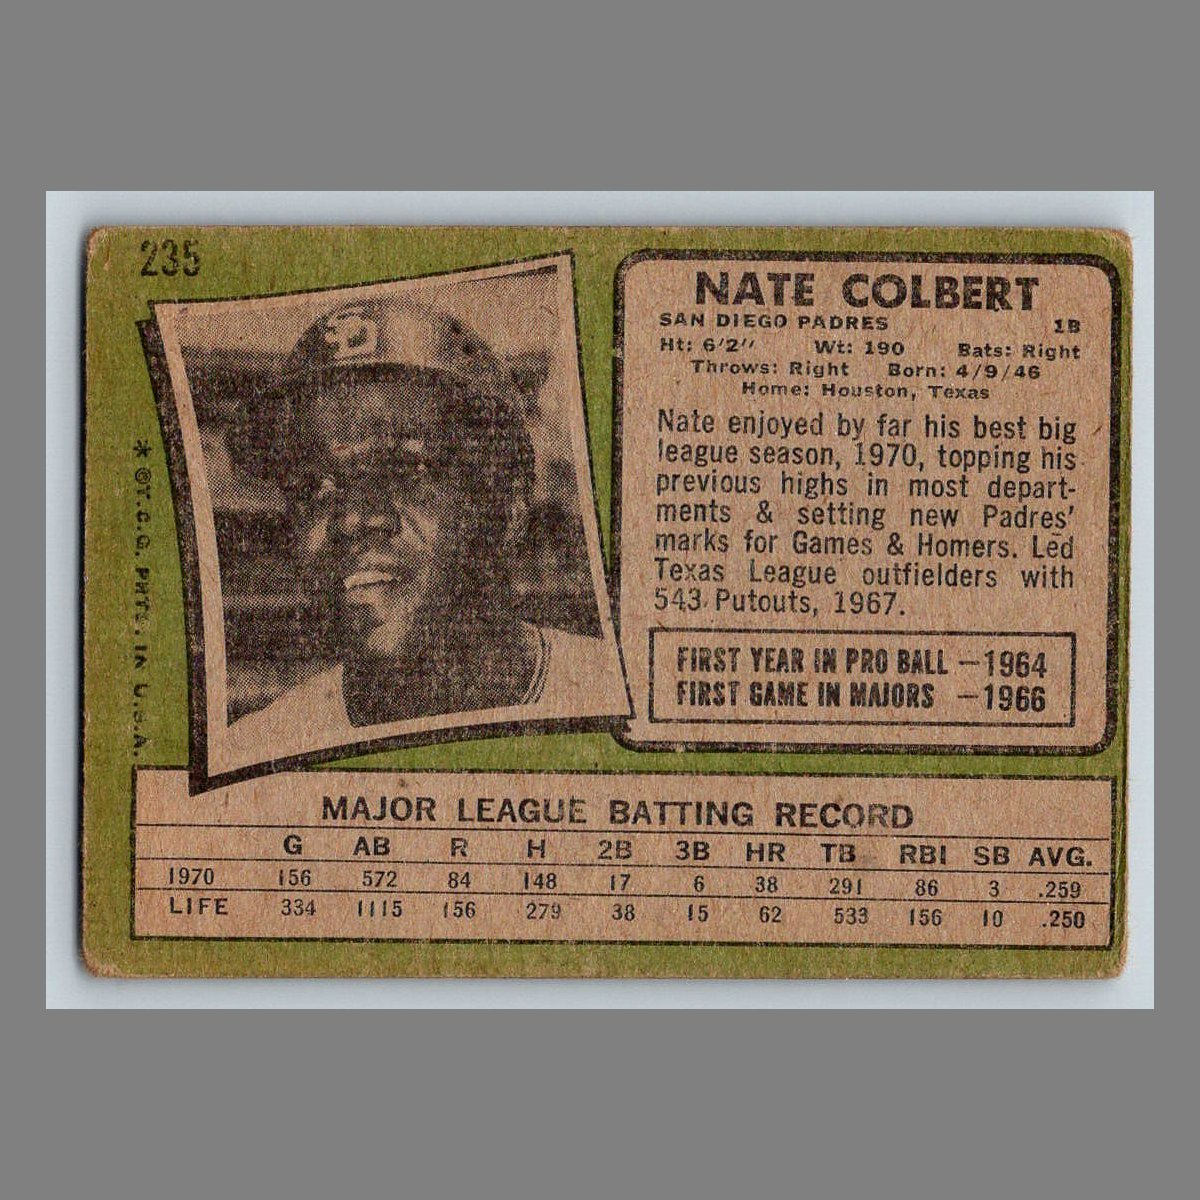 235
NATE COLBERT
SAN DIEGO PADRES 1B
Ht: 6'2" Wt: 190 Bats: Right
Throws: Right Born: 4/9/46
Home: Houston, Texas
Nate enjoyed by far his best big
league season, 1970, topping his
previous highs in most depart-
ments & setting new Padres'
marks for Games & Homers. Led
Texas League outfielders with
543 Putouts, 1967.
FIRST YEAR IN PRO BALL —1964
FIRST GAME IN MAJORS —1966
* ©T.C.G. PRTD. IN U.S.A.
MAJOR LEAGUE BATTING RECORD
G AB R H 2B 3B HR TB RBI SB AVG.
1970 156 572 84 148 17 6 38 291 86 3 .259
LIFE 334 1115 156 279 38 15 62 533 156 10 .250
SD